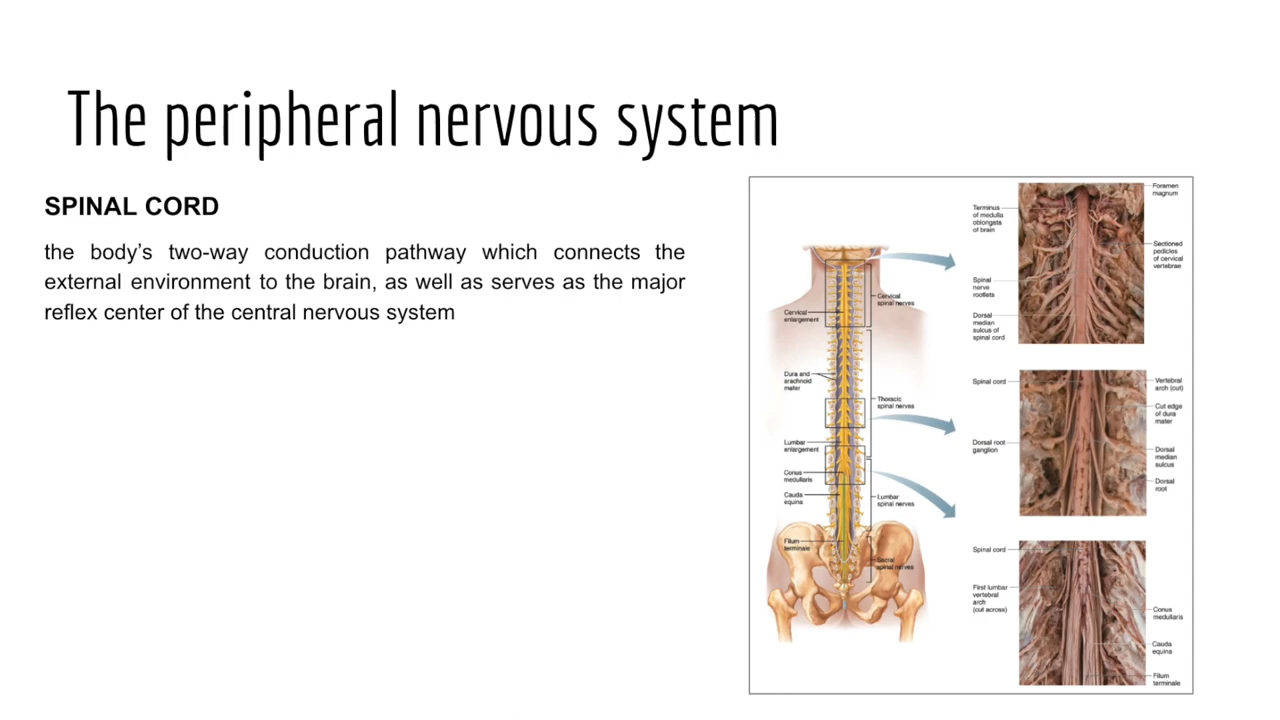 The peripheral nervous system
SPINAL CORD
the body’s two-way conduction pathway which connects the
external environment to the brain, as well as serves as the major
reflex center of the central nervous system
Cervical
enlargement
Dura and
arachnoid
mater
Lumbar
enlargement
Conus
medullaris
Cauda
equina
Filum
terminale
Cervical
spinal nerves
Thoracic
spinal nerves
Lumbar
spinal nerves
Sacral
spinal nerves
Terminus
of medulla
oblongata
of brain
Spinal
nerve
rootlets
Dorsal
median
sulcus of
spinal cord
Foramen
magnum
Sectioned
pedicles
of cervical
vertebrae
Spinal cord
Dorsal root
ganglion
Vertebral
arch (cut)
Cut edge
of dura
mater
Dorsal
median
sulcus
Dorsal
root
Spinal cord
First lumbar
vertebral
arch
(cut across)
Conus
medullaris
Cauda
equina
Filum
terminale